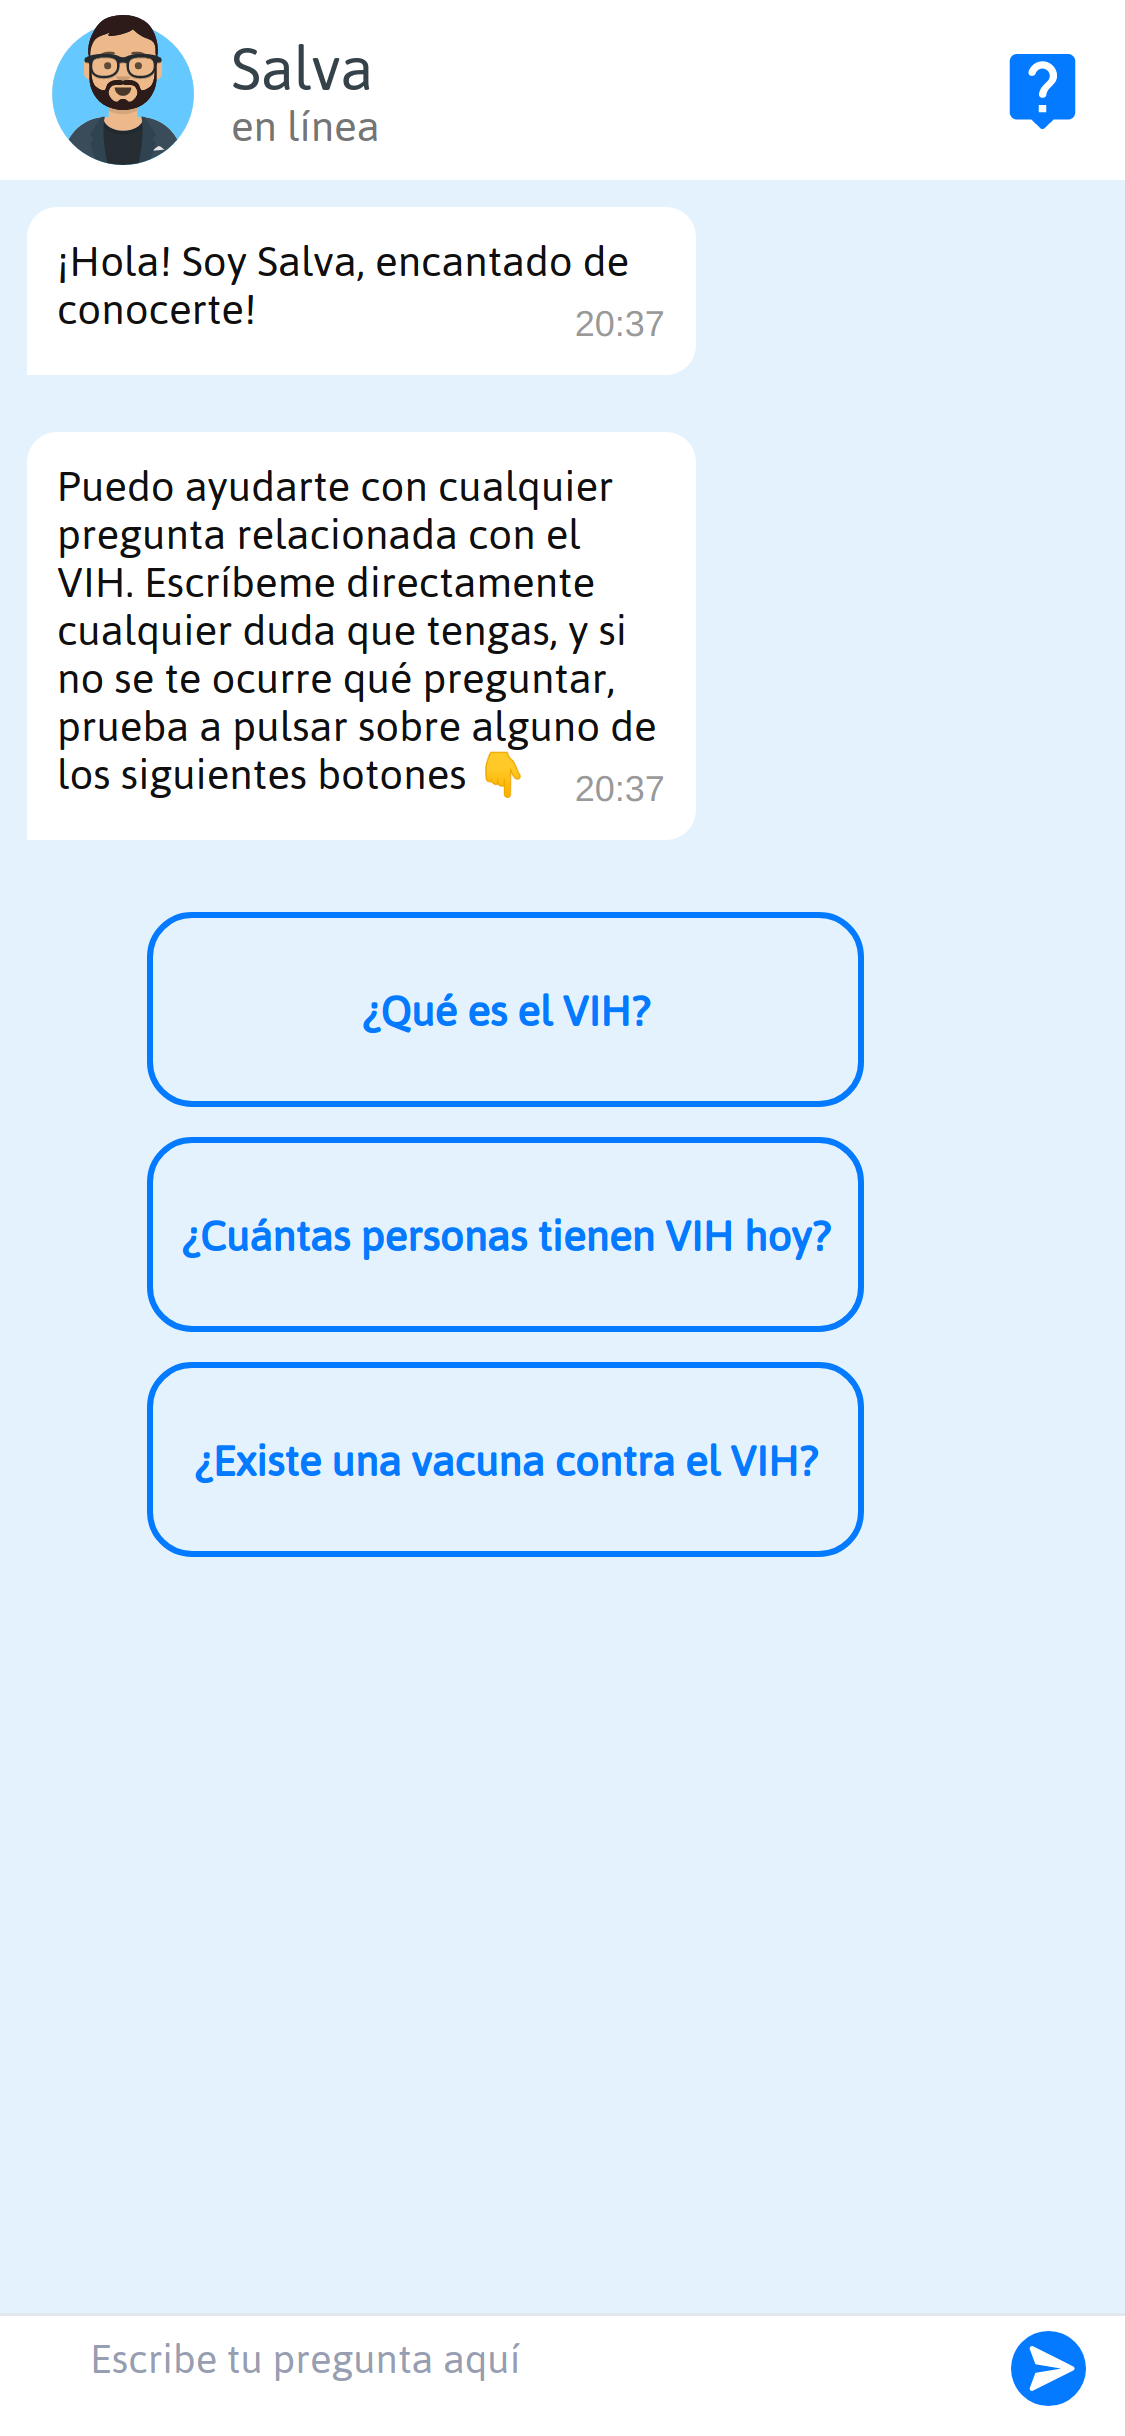 Salva
en línea
¡Hola! Soy Salva, encantado de
conocerte!
20:37
Puedo ayudarte con cualquier
pregunta relacionada con el
VIH. Escríbeme directamente
cualquier duda que tengas, y si
no se te ocurre qué preguntar,
prueba a pulsar sobre alguno de
los siguientes botones 👇
20:37
¿Qué es el VIH?
¿Cuántas personas tienen VIH hoy?
¿Existe una vacuna contra el VIH?
Escribe tu pregunta aquí